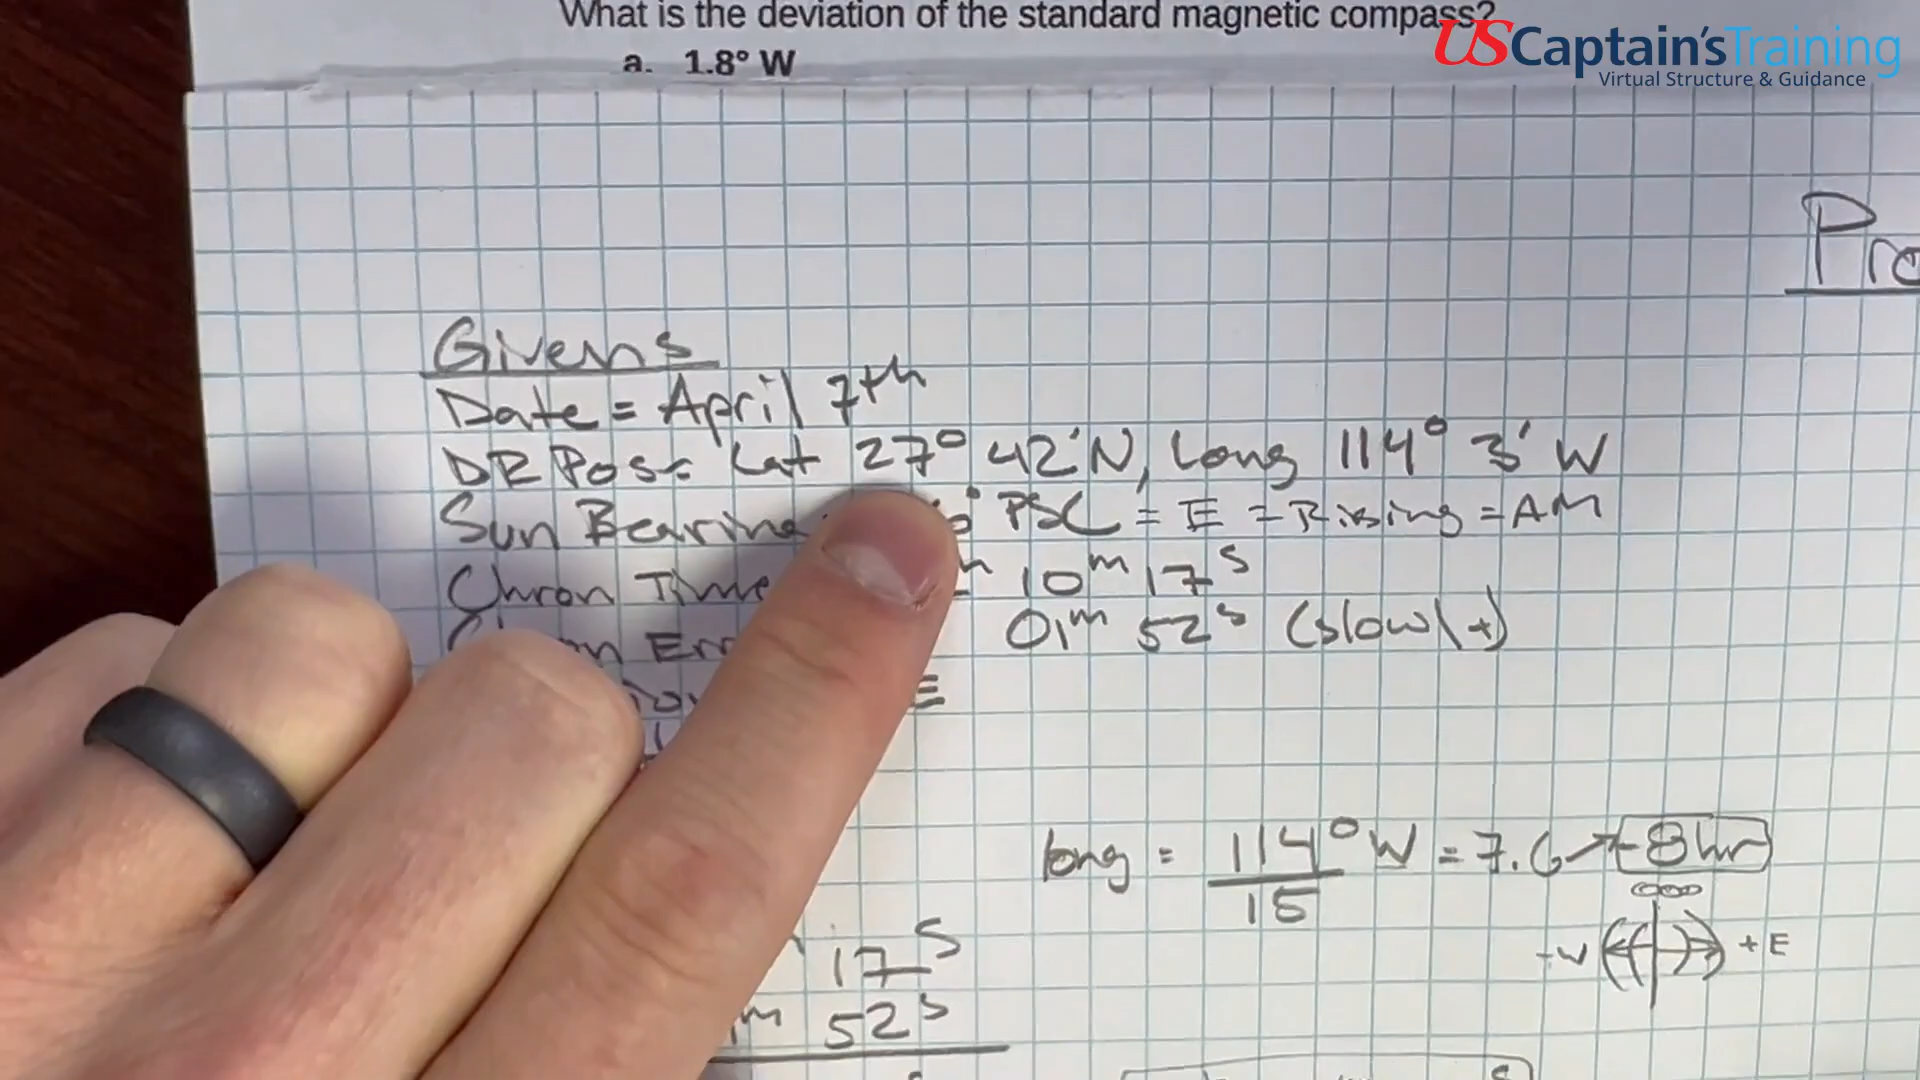 What is the deviation of the standard magnetic compass?
a. 1.8° W
USCaptain'sTraining
Virtual Structure & Guidance
Givens
Date = April 7th
DR Pos= Lat 27° 42'N, Long 114° 3' W
Sun Bearing PSC = E = Rising = AM
Chron Time 10m 17s
Err 01m 52s (slow)(+)
E
long = 114° W = 7.6 → -8hr
15
-W +E
17s
m 52s